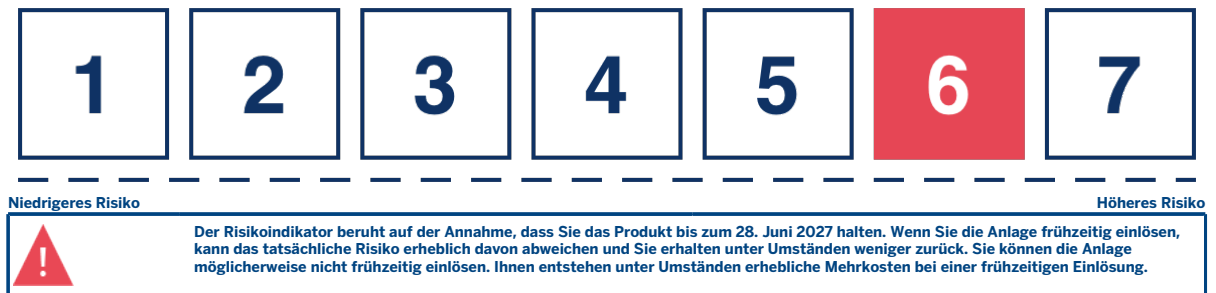 1 2 3 4 5 6 7
Niedrigeres Risiko Höheres Risiko
Der Risikoindikator beruht auf der Annahme, dass Sie das Produkt bis zum 28. Juni 2027 halten. Wenn Sie die Anlage frühzeitig einlösen,
kann das tatsächliche Risiko erheblich davon abweichen und Sie erhalten unter Umständen weniger zurück. Sie können die Anlage
möglicherweise nicht frühzeitig einlösen. Ihnen entstehen unter Umständen erhebliche Mehrkosten bei einer frühzeitigen Einlösung.
!